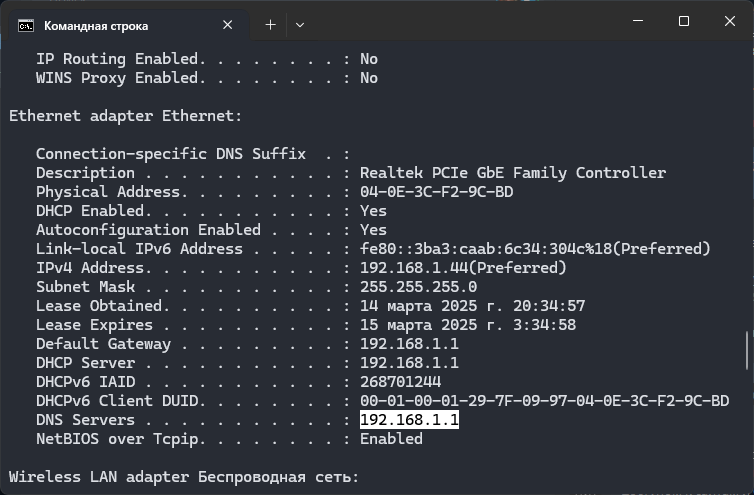 Командная строка
IP Routing Enabled. . . . . . . . : No
WINS Proxy Enabled. . . . . . . . : No
Ethernet adapter Ethernet:
Connection-specific DNS Suffix  . :
Description . . . . . . . . . . . : Realtek PCIe GbE Family Controller
Physical Address. . . . . . . . . : 04-0E-3C-F2-9C-BD
DHCP Enabled. . . . . . . . . . . : Yes
Autoconfiguration Enabled . . . . : Yes
Link-local IPv6 Address . . . . . : fe80::3ba3:caab:6c34:304c%18(Preferred)
IPv4 Address. . . . . . . . . . . : 192.168.1.44(Preferred)
Subnet Mask . . . . . . . . . . . : 255.255.255.0
Lease Obtained. . . . . . . . . . : 14 марта 2025 г. 20:34:57
Lease Expires . . . . . . . . . . : 15 марта 2025 г. 3:34:58
Default Gateway . . . . . . . . . : 192.168.1.1
DHCP Server . . . . . . . . . . . : 192.168.1.1
DHCPv6 IAID . . . . . . . . . . . : 268701244
DHCPv6 Client DUID. . . . . . . . : 00-01-00-01-29-7F-09-97-04-0E-3C-F2-9C-BD
DNS Servers . . . . . . . . . . . : 192.168.1.1
NetBIOS over Tcpip. . . . . . . . : Enabled
Wireless LAN adapter Беспроводная сеть: